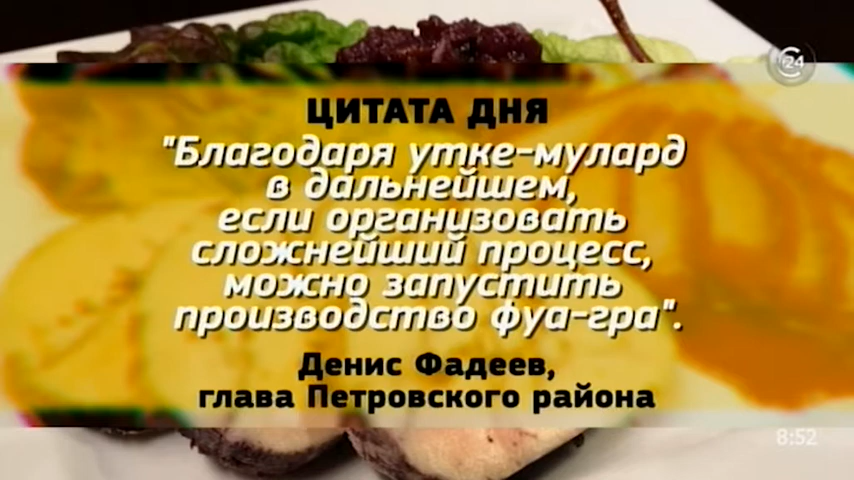 С
24
ЦИТАТА ДНЯ
"Благодаря утке-мулард
в дальнейшем,
если организовать
сложнейший процесс,
можно запустить
производство фуа-гра".
Денис Фадеев,
глава Петровского района
8:52